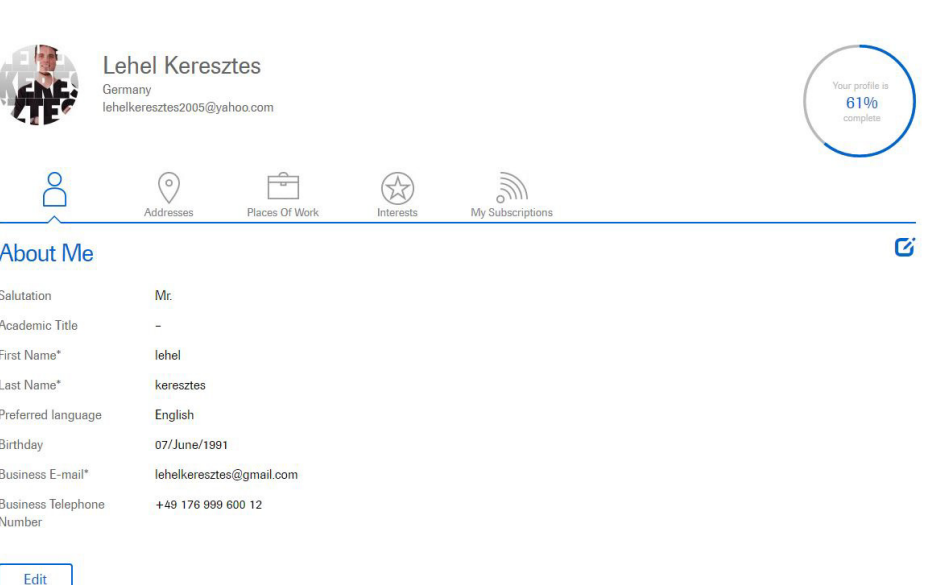 Lehel Keresztes
Germany
lehelkeresztes2005@yahoo.com
Your profile is
61%
complete
Addresses
Places Of Work
Interests
My Subscriptions
About Me
Salutation Mr.
Academic Title –
First Name* lehel
Last Name* keresztes
Preferred language English
Birthday 07/June/1991
Business E-mail* lehelkeresztes@gmail.com
Business Telephone +49 176 999 600 12
Number
Edit